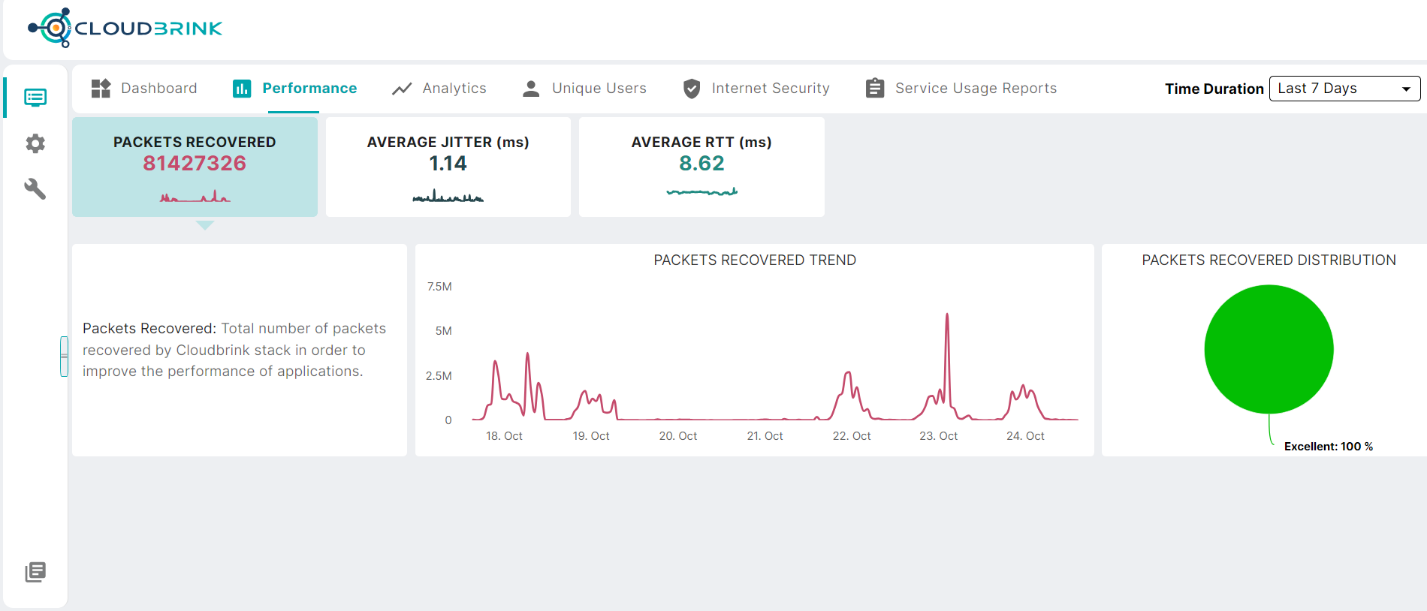 CLOUDBRINK
Dashboard
Performance
Analytics
Unique Users
Internet Security
Service Usage Reports
Time Duration
Last 7 Days
PACKETS RECOVERED
81427326
AVERAGE JITTER (ms)
1.14
AVERAGE RTT (ms)
8.62
Packets Recovered: Total number of packets
recovered by Cloudbrink stack in order to
improve the performance of applications.
PACKETS RECOVERED TREND
7.5M
5M
2.5M
0
18. Oct
19. Oct
20. Oct
21. Oct
22. Oct
23. Oct
24. Oct
PACKETS RECOVERED DISTRIBUTION
Excellent: 100 %